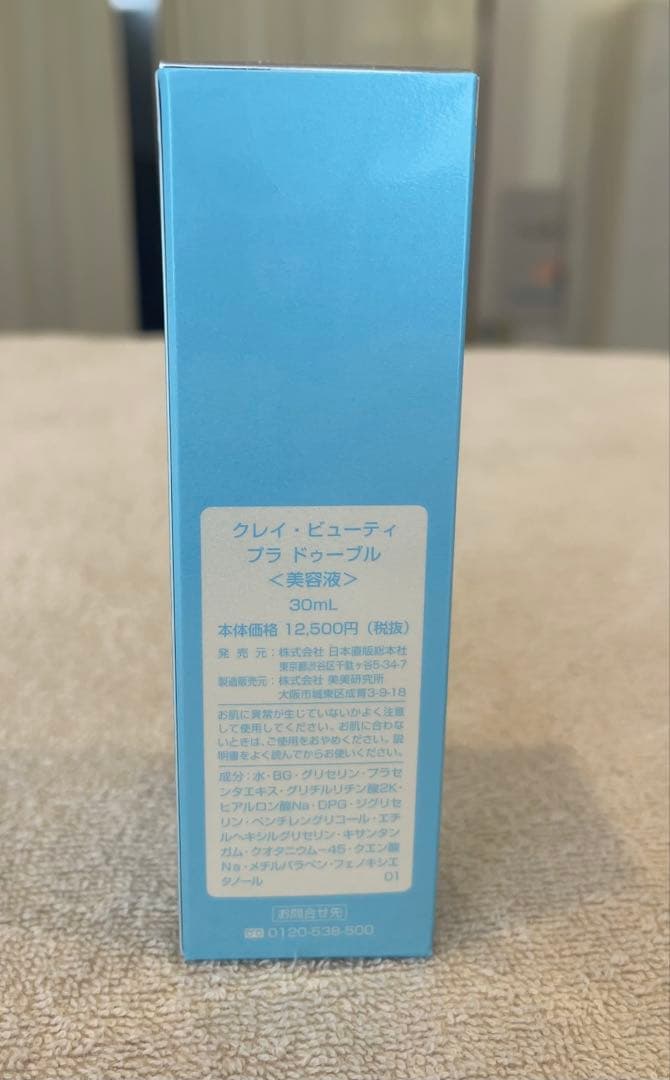 クレイ・ビューティ
プラ ドゥーブル
＜美容液＞
30mL
本体価格 12,500円（税抜）
発 売 元：株式会社 日本直販総本社
東京都渋谷区千駄ヶ谷5-34-7
製造販売元：株式会社 美美研究所
大阪市城東区成育3-9-18
お肌に異常が生じていないかよく注意
して使用してください。お肌に合わな
いときは、ご使用をおやめください。説
明書をよく読んでからお使いください。
成分：水・BG・グリセリン・プラセ
ンタエキス・グリチルリチン酸2K・
ヒアルロン酸Na・DPG・ジグリセ
リン・ペンチレングリコール・エチ
ルヘキシルグリセリン・キサンタン
ガム・クオタニウム-45・クエン酸
Na・メチルパラベン・フェノキシエ
タノール 01
お問合せ先
0120-538-500